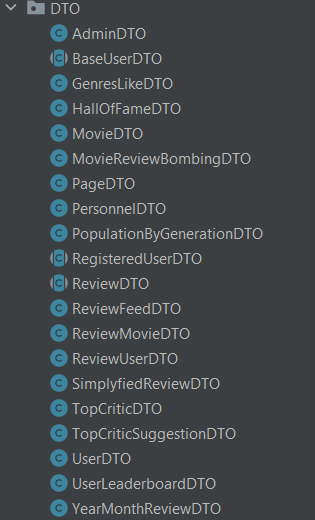 DTO
AdminDTO
BaseUserDTO
GenresLikeDTO
HallOfFameDTO
MovieDTO
MovieReviewBombingDTO
PageDTO
PersonnelDTO
PopulationByGenerationDTO
RegisteredUserDTO
ReviewDTO
ReviewFeedDTO
ReviewMovieDTO
ReviewUserDTO
SimplyfiedReviewDTO
TopCriticDTO
TopCriticSuggestionDTO
UserDTO
UserLeaderboardDTO
YearMonthReviewDTO